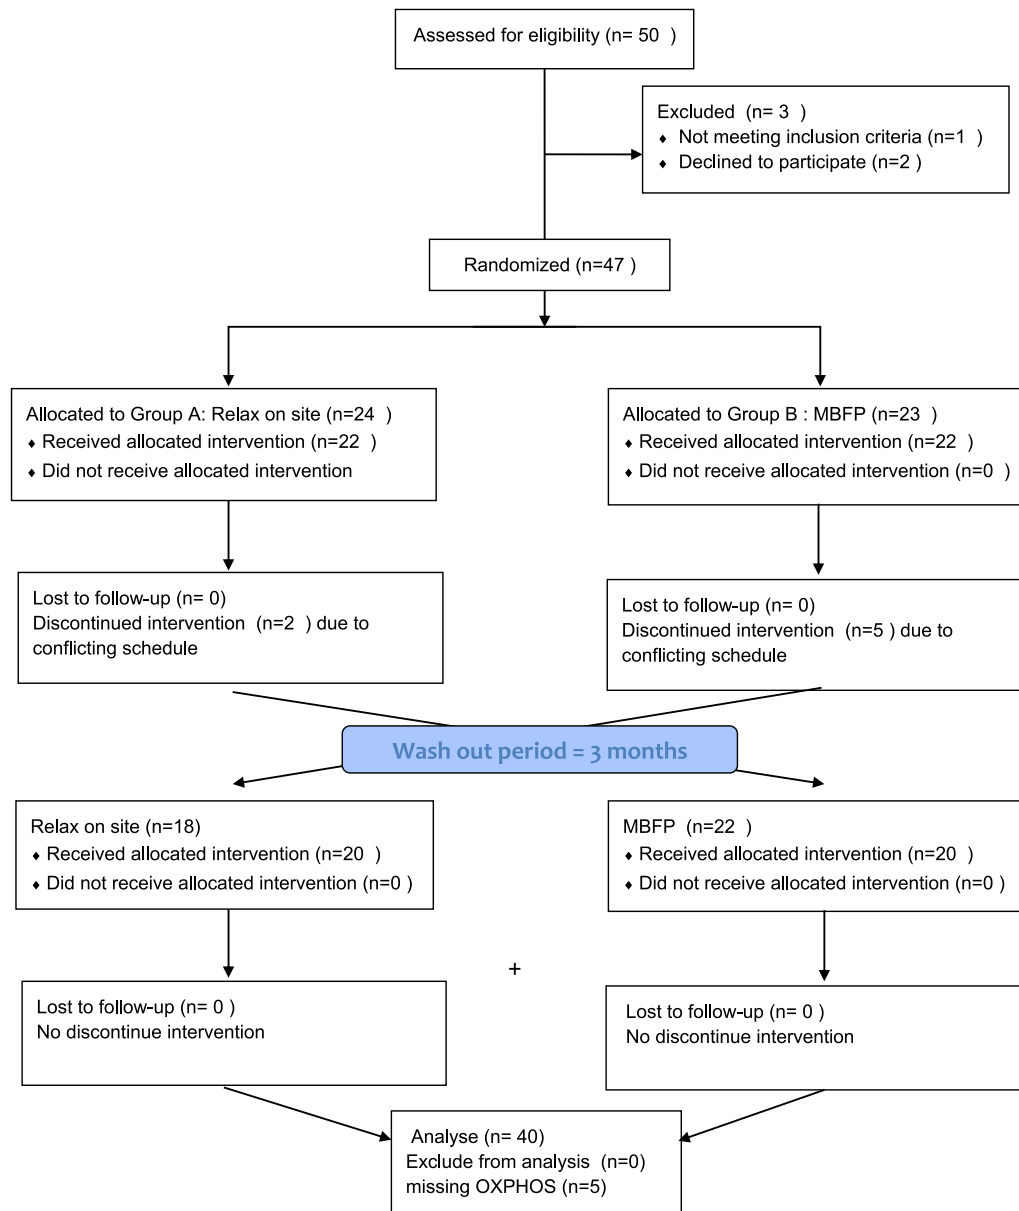 Assessed for eligibility (n= 50 )
Excluded (n= 3 )
♦ Not meeting inclusion criteria (n=1 )
♦ Declined to participate (n=2 )
Randomized (n=47 )
Allocated to Group A: Relax on site (n=24 )
♦ Received allocated intervention (n=22 )
♦ Did not receive allocated intervention
Allocated to Group B : MBFP (n=23 )
♦ Received allocated intervention (n=22 )
♦ Did not receive allocated intervention (n=0 )
Lost to follow-up (n= 0)
Discontinued intervention (n=2 ) due to
conflicting schedule
Lost to follow-up (n= 0)
Discontinued intervention (n=5 ) due to
conflicting schedule
Wash out period = 3 months
Relax on site (n=18)
♦ Received allocated intervention (n=20 )
♦ Did not receive allocated intervention (n=0 )
MBFP (n=22 )
♦ Received allocated intervention (n=20 )
♦ Did not receive allocated intervention (n=0 )
+
Lost to follow-up (n= 0 )
No discontinue intervention
Lost to follow-up (n= 0 )
No discontinue intervention
Analyse (n= 40)
Exclude from analysis (n=0)
missing OXPHOS (n=5)